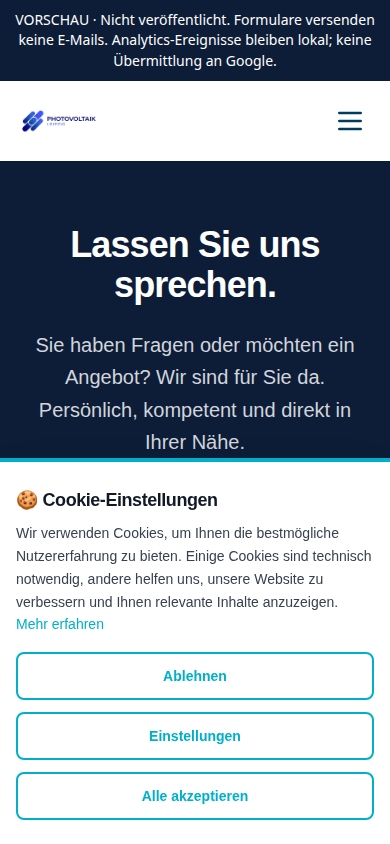 VORSCHAU · Nicht veröffentlicht. Formulare versenden
keine E-Mails. Analytics-Ereignisse bleiben lokal; keine
Übermittlung an Google.
PHOTOVOLTAIK
Lassen Sie uns
sprechen.
Sie haben Fragen oder möchten ein
Angebot? Wir sind für Sie da.
Persönlich, kompetent und direkt in
Ihrer Nähe.
🍪 Cookie-Einstellungen
Wir verwenden Cookies, um Ihnen die bestmögliche
Nutzererfahrung zu bieten. Einige Cookies sind technisch
notwendig, andere helfen uns, unsere Website zu
verbessern und Ihnen relevante Inhalte anzuzeigen.
Mehr erfahren
Ablehnen
Einstellungen
Alle akzeptieren